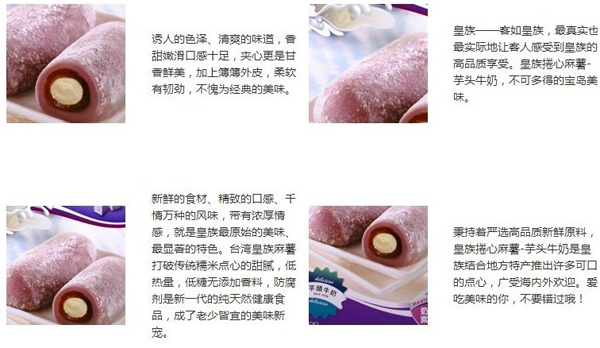 诱人的色泽、清爽的味道，香
甜嫩滑口感十足，夹心更是甘
香鲜美，加上簿簿外皮，柔软
有韧劲，不愧为经典的美味。
皇族——客如皇族，最真实也
最实际地让客人感受到皇族的
高品质享受。皇族捲心麻薯-
芋头牛奶，不可多得的宝岛美
味。
新鲜的食材、精致的口感、千
情万种的风味，带有浓厚情
感，就是皇族最原始的美味、
最显著的特色。台湾皇族麻薯
打破传统糯米点心的甜腻，低
热量，低糖无添加香料，防腐
剂是新一代的纯天然健康食
品，成了老少皆宜的美味新
宠。
秉持着严选高品质新鲜原料，
皇族捲心麻薯-芋头牛奶是皇
族结合地方特产推出许多可口
的点心，广受海内外欢迎。爱
吃美味的你，不要错过哦！
delicious
芋頭牛奶
delicious